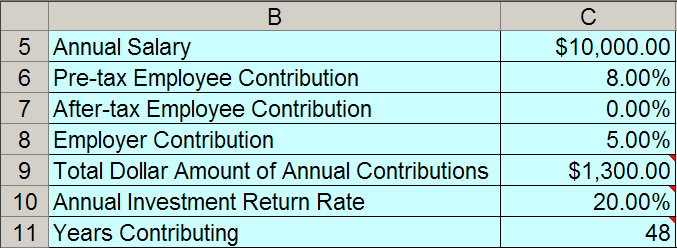 B C
5 Annual Salary $10,000.00
6 Pre-tax Employee Contribution 8.00%
7 After-tax Employee Contribution 0.00%
8 Employer Contribution 5.00%
9 Total Dollar Amount of Annual Contributions $1,300.00
10 Annual Investment Return Rate 20.00%
11 Years Contributing 48